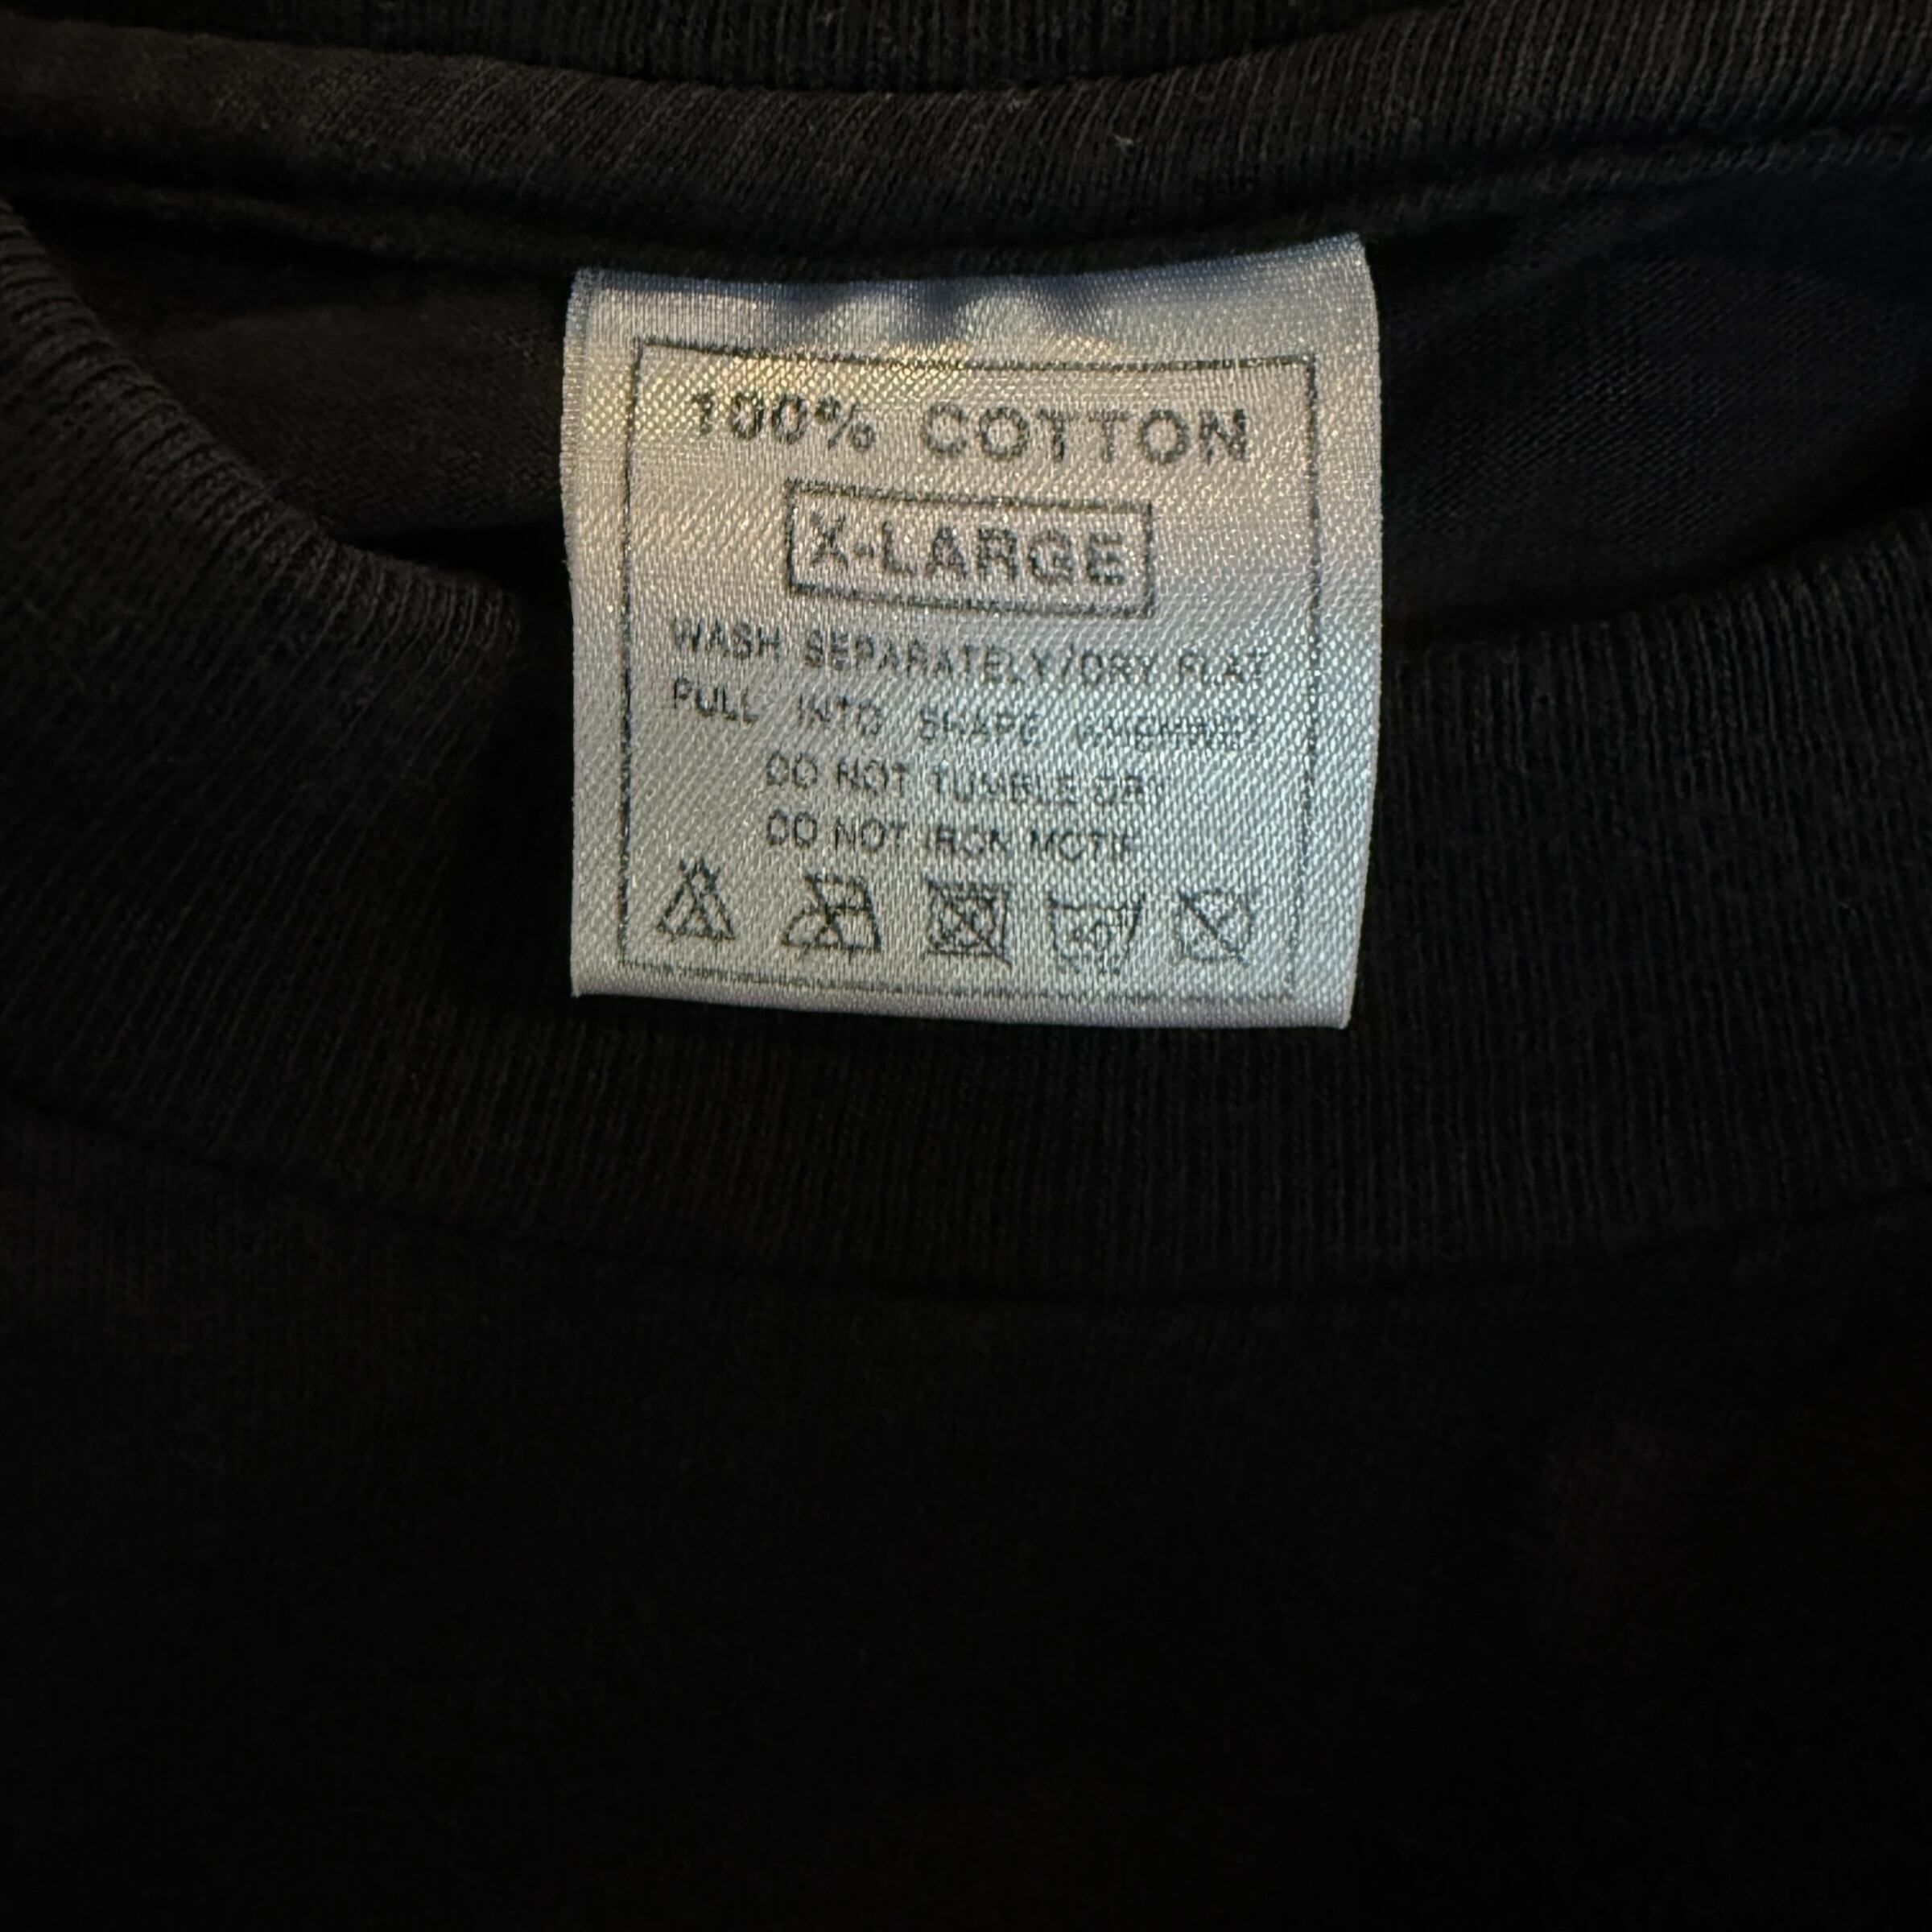 100% COTTON
X-LARGE
WASH SEPARATELY/DRY FLAT
PULL INTO SHAPE
DO NOT TUMBLE DRY
DO NOT IRON MOTIF
40°